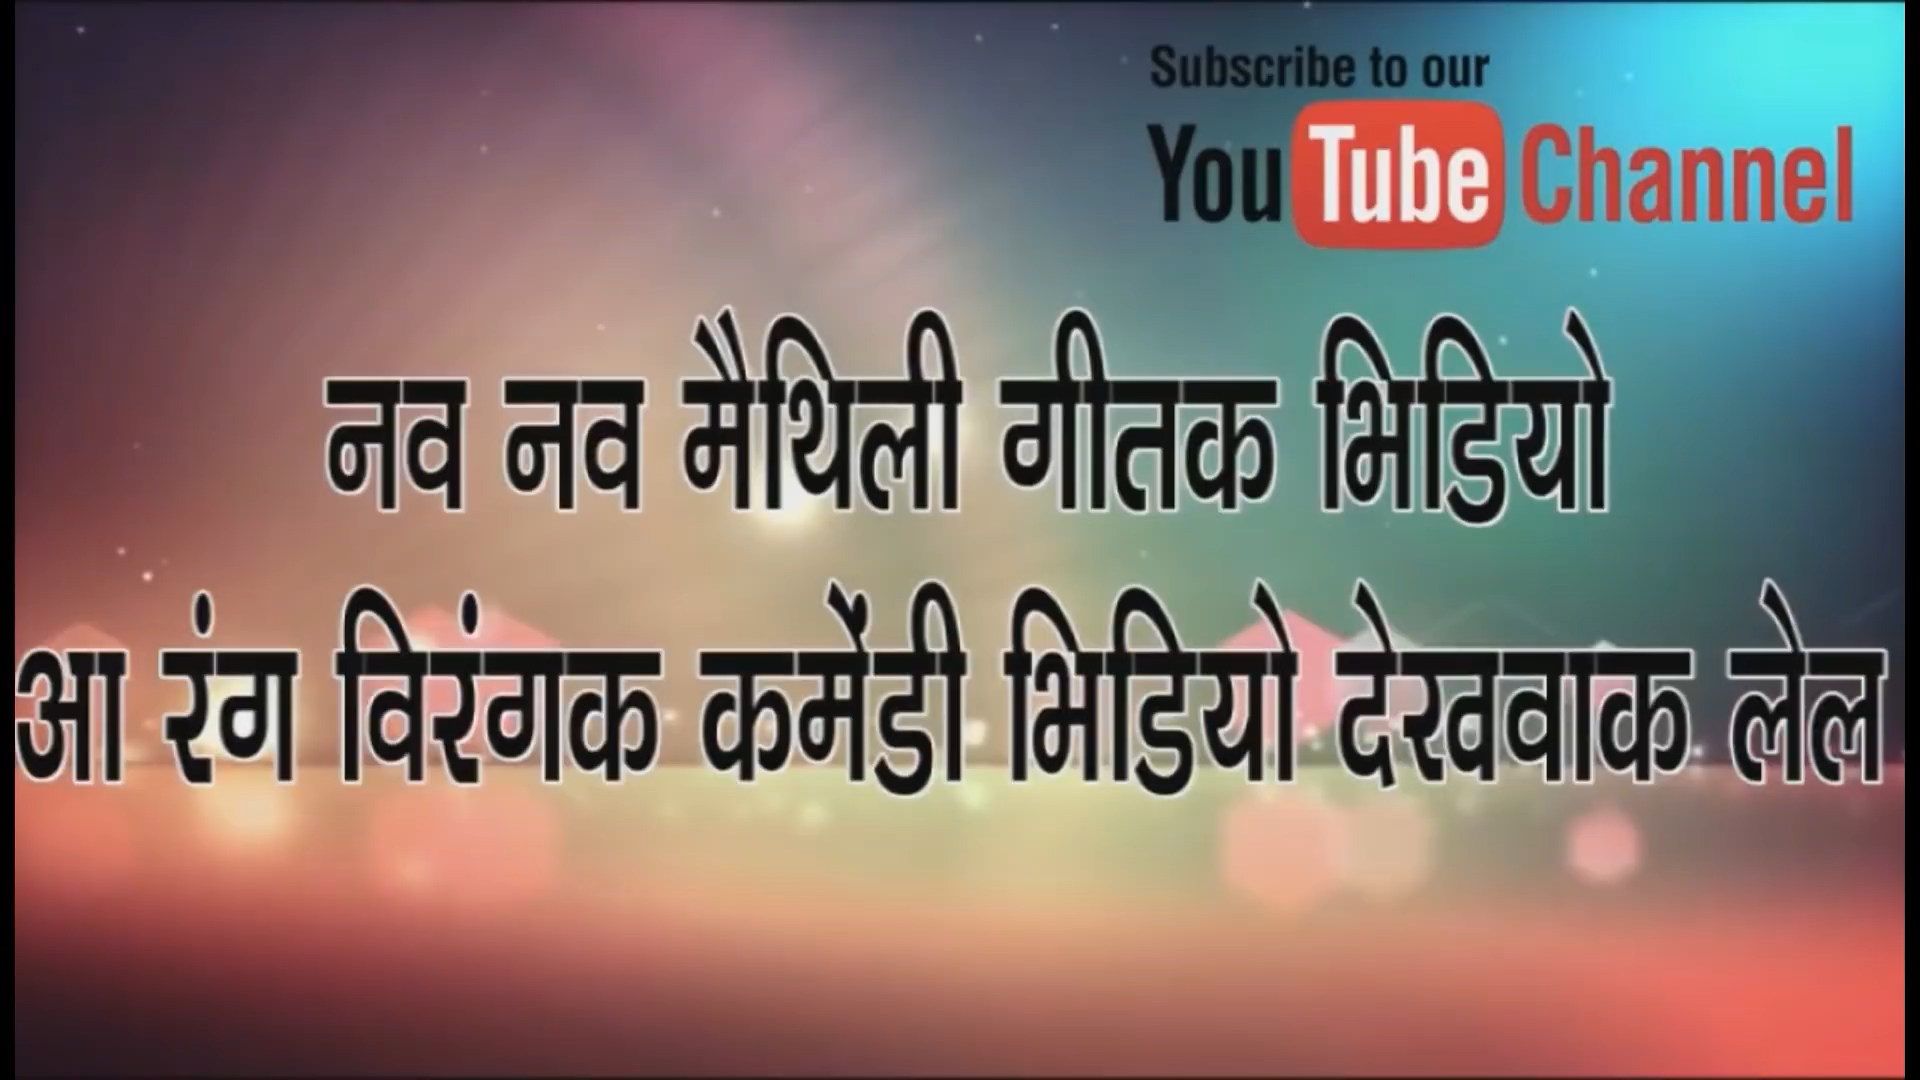 Subscribe to our
YouTube Channel
नव नव मैथिली गीतक भिडियो
आ रंग विरंगक कमेंडी भिडियो देखवाक लेल